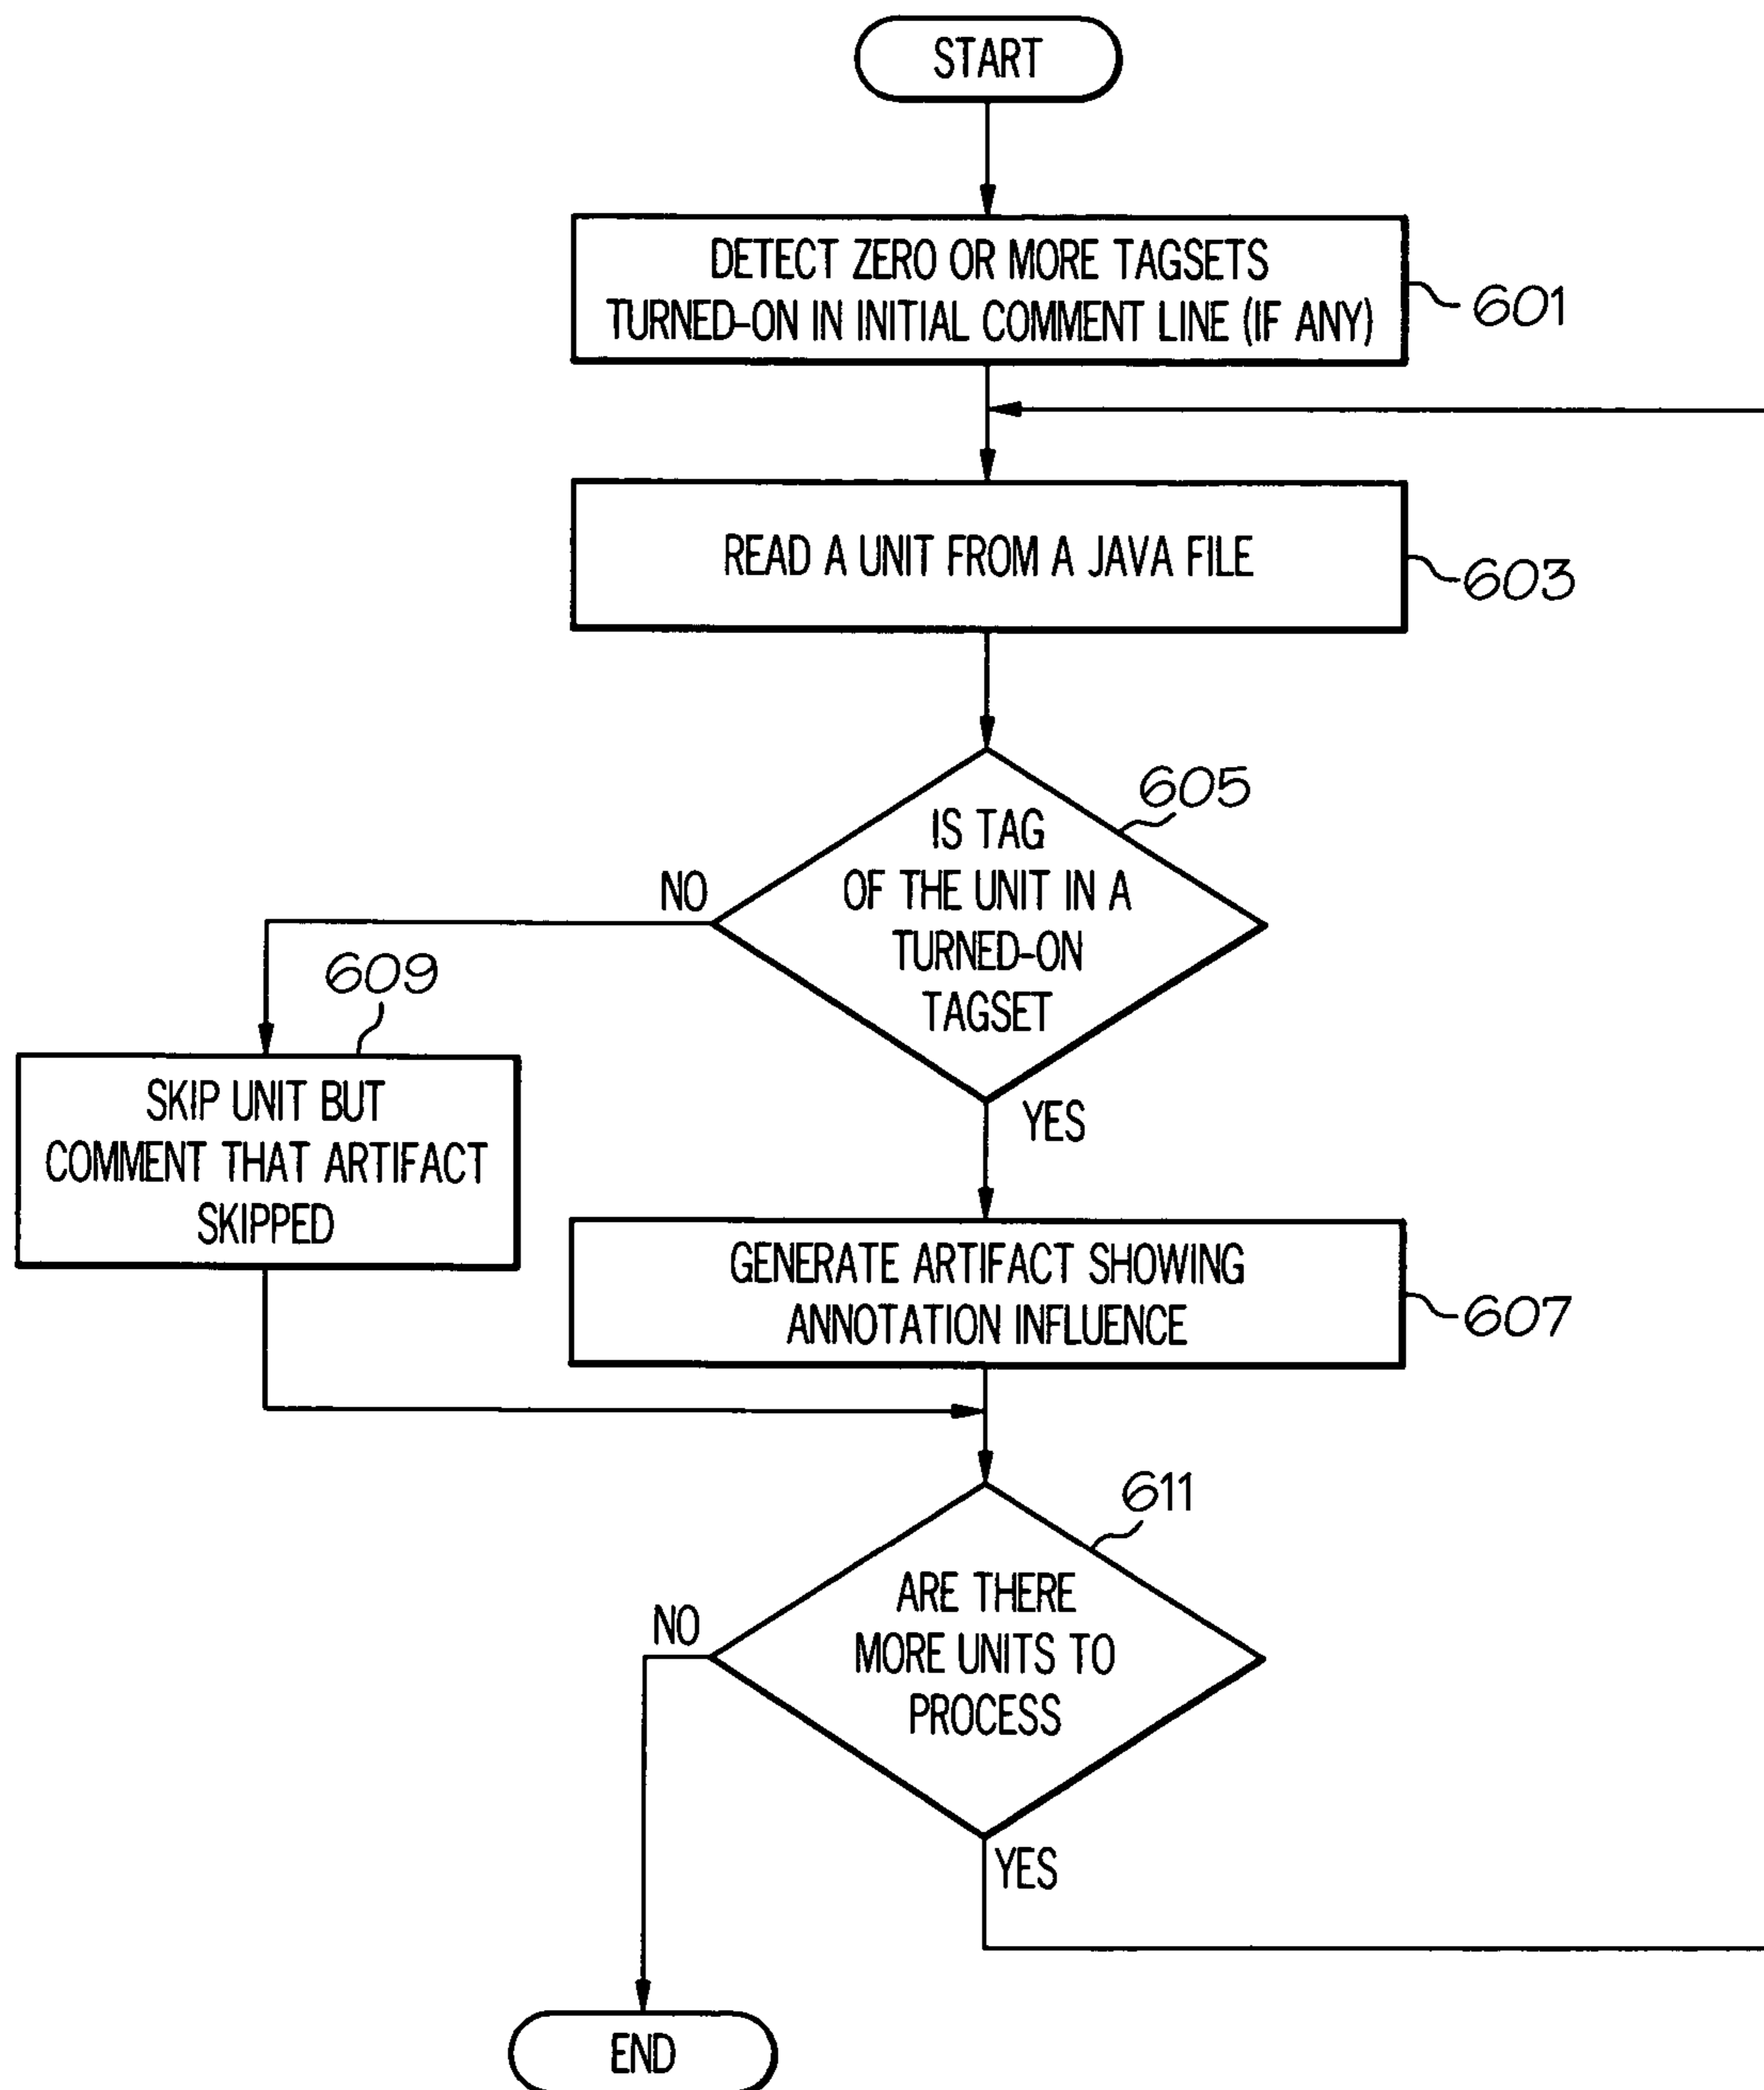 START
DETECT ZERO OR MORE TAGSETS
TURNED-ON IN INITIAL COMMENT LINE (IF ANY)
601
READ A UNIT FROM A JAVA FILE
603
605
IS TAG
OF THE UNIT IN A
TURNED-ON
TAGSET
NO
609
SKIP UNIT BUT
COMMENT THAT ARTIFACT
SKIPPED
YES
GENERATE ARTIFACT SHOWING
ANNOTATION INFLUENCE
607
611
ARE THERE
MORE UNITS TO
PROCESS
NO
YES
END